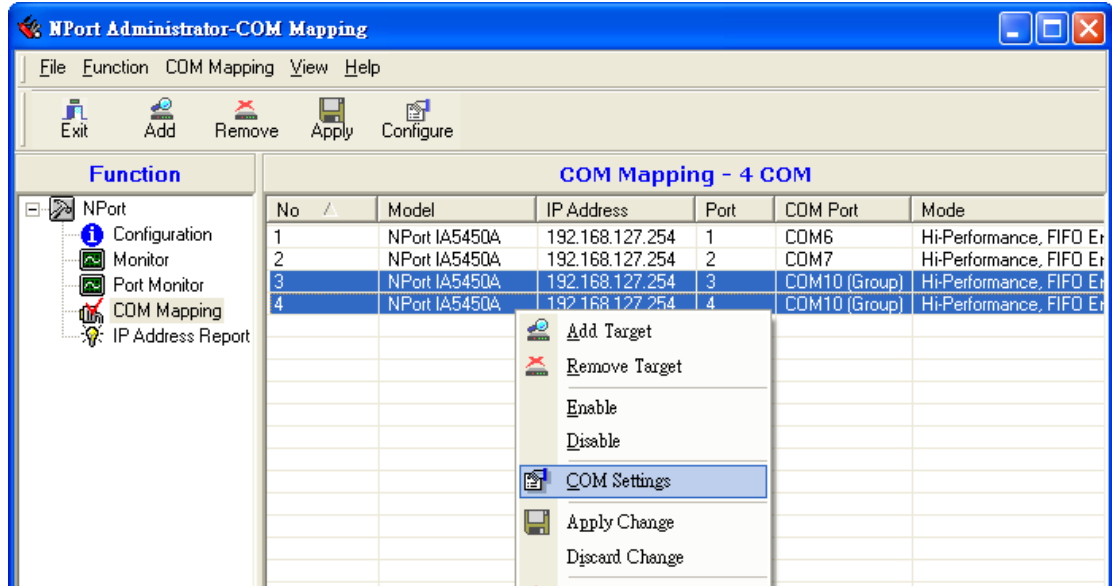 NPort Administrator-COM Mapping
File Function COM Mapping View Help
Exit Add Remove Apply Configure
Function
COM Mapping - 4 COM
NPort
Configuration
Monitor
Port Monitor
COM Mapping
IP Address Report
No Model IP Address Port COM Port Mode
1 NPort IA5450A 192.168.127.254 1 COM6 Hi-Performance, FIFO Er
2 NPort IA5450A 192.168.127.254 2 COM7 Hi-Performance, FIFO Er
3 NPort IA5450A 192.168.127.254 3 COM10 (Group) Hi-Performance, FIFO Er
4 NPort IA5450A 192.168.127.254 4 COM10 (Group) Hi-Performance, FIFO Er
Add Target
Remove Target
Enable
Disable
COM Settings
Apply Change
Discard Change